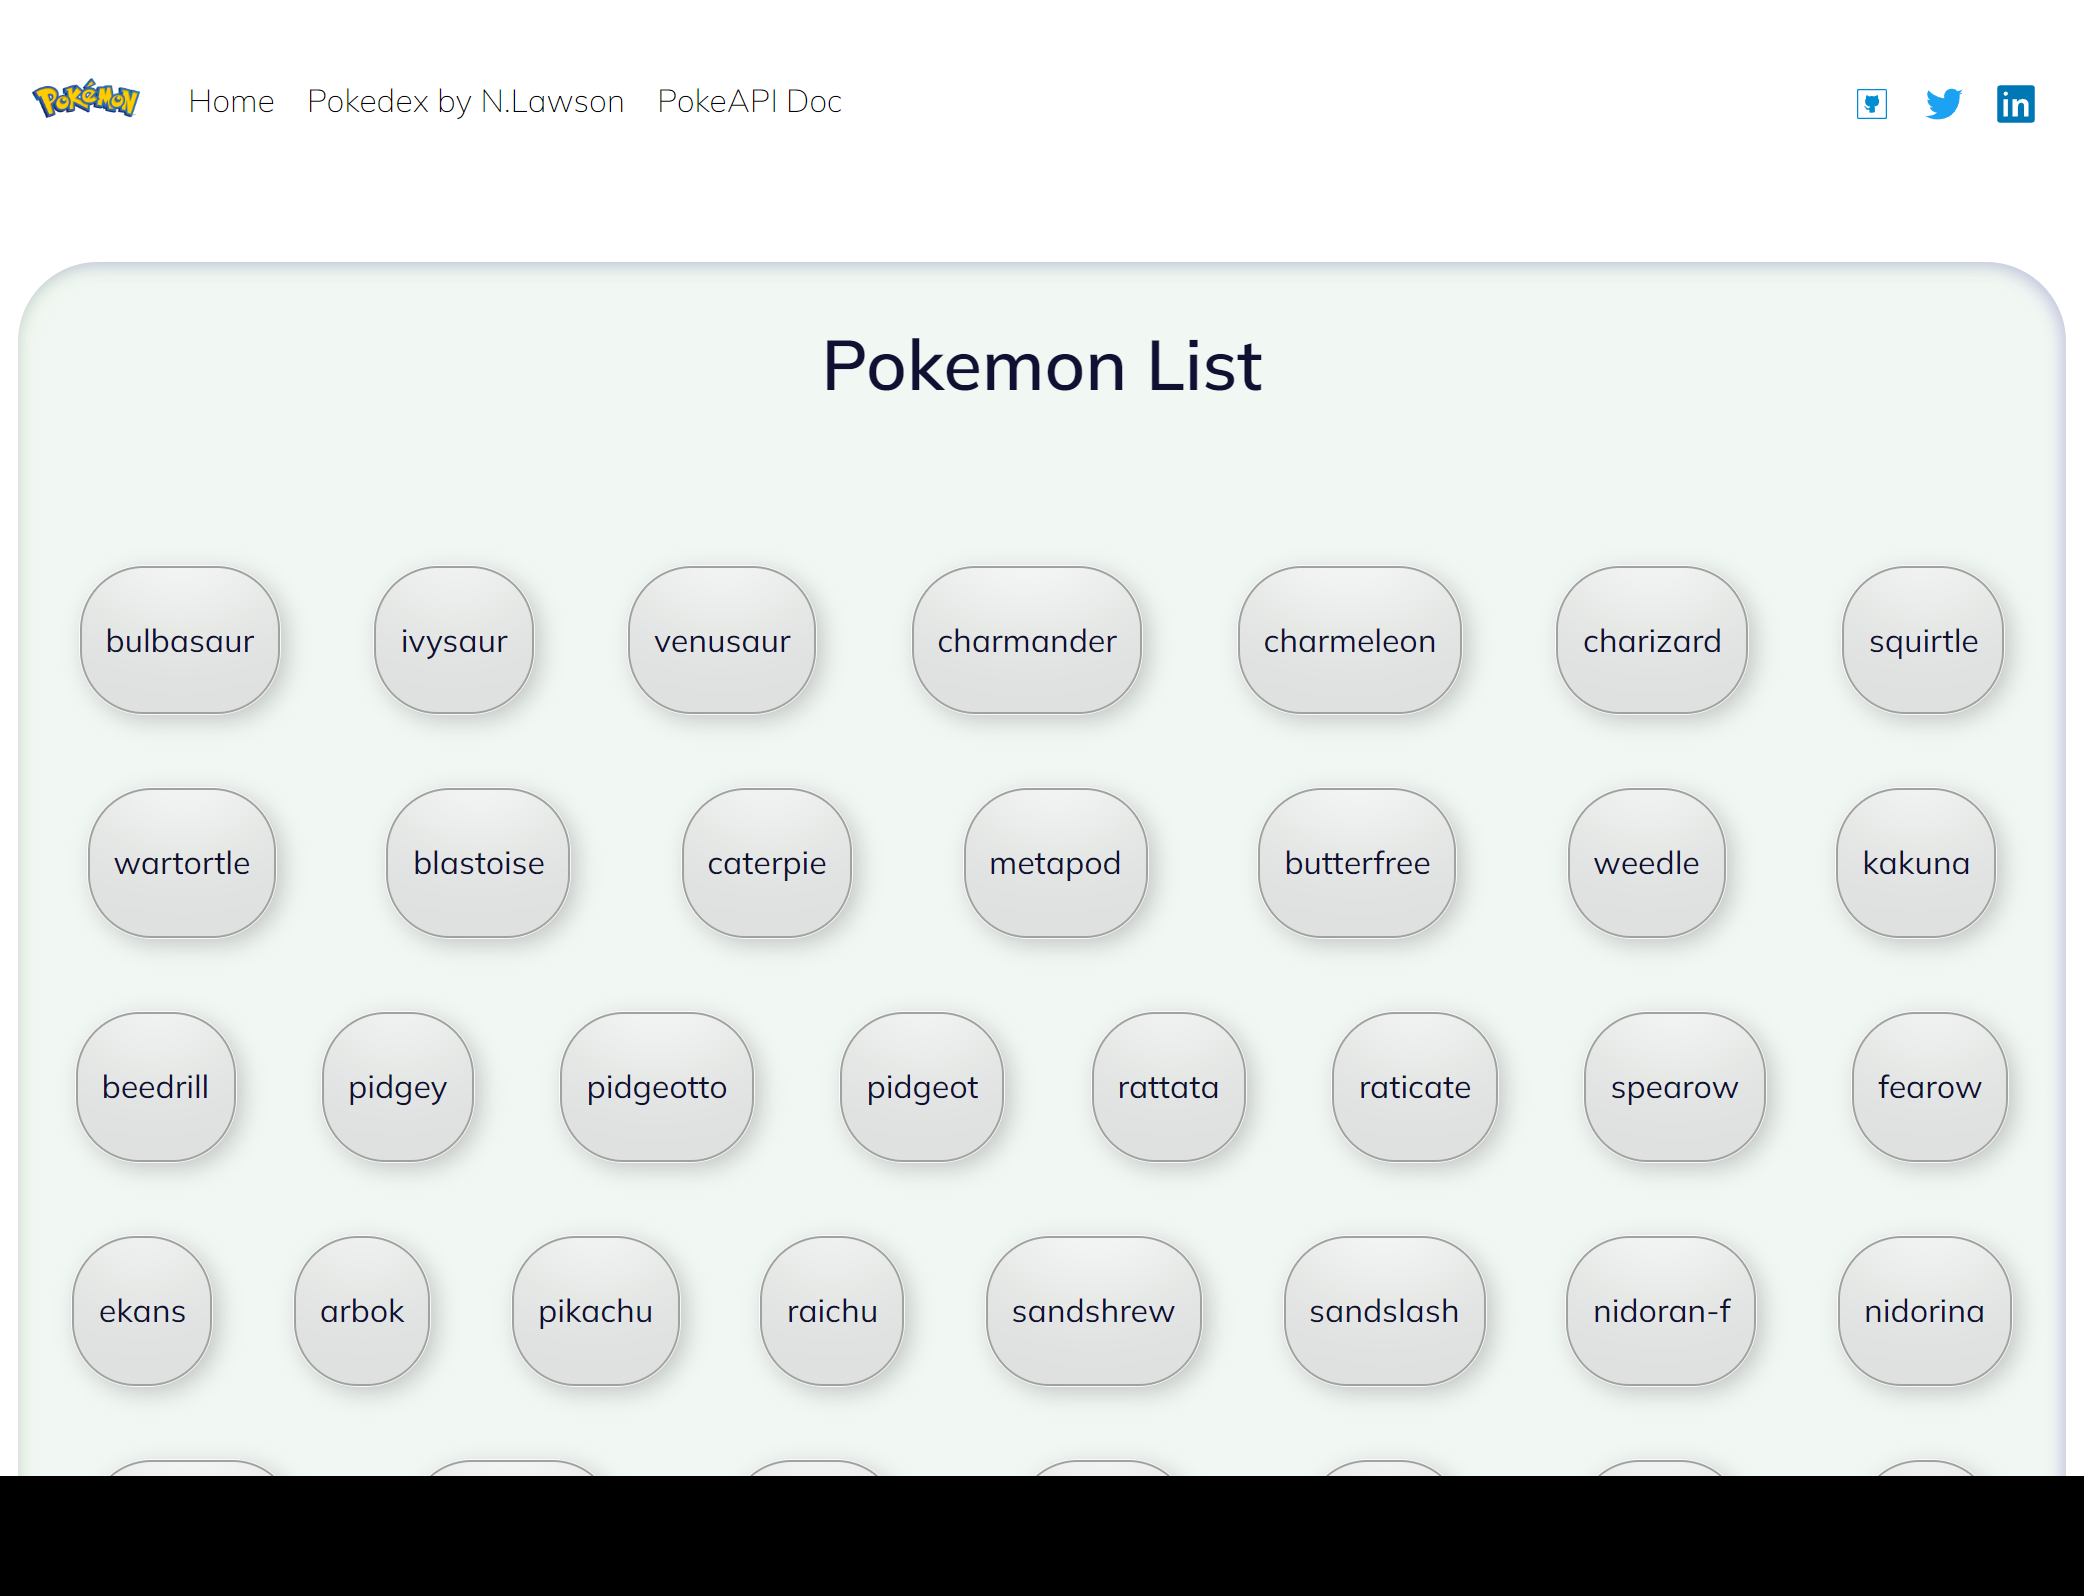 Pokémon Home Pokedex by N.Lawson PokeAPI Doc in
Pokemon List
bulbasaur ivysaur venusaur charmander charmeleon charizard squirtle
wartortle blastoise caterpie metapod butterfree weedle kakuna
beedrill pidgey pidgeotto pidgeot rattata raticate spearow fearow
ekans arbok pikachu raichu sandshrew sandslash nidoran-f nidorina